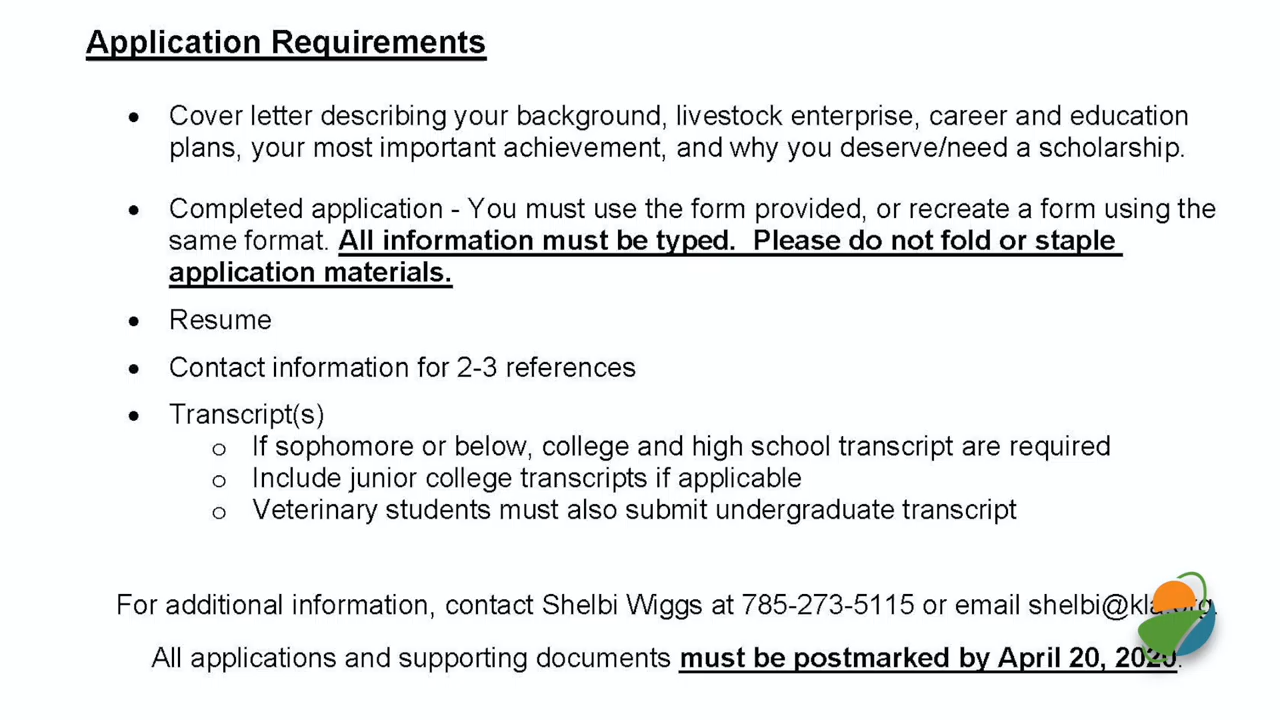 Application Requirements
• Cover letter describing your background, livestock enterprise, career and education
plans, your most important achievement, and why you deserve/need a scholarship.
• Completed application - You must use the form provided, or recreate a form using the
same format. All information must be typed. Please do not fold or staple
application materials.
• Resume
• Contact information for 2-3 references
• Transcript(s)
o If sophomore or below, college and high school transcript are required
o Include junior college transcripts if applicable
o Veterinary students must also submit undergraduate transcript
For additional information, contact Shelbi Wiggs at 785-273-5115 or email shelbi@kla.org.
All applications and supporting documents must be postmarked by April 20, 2020.